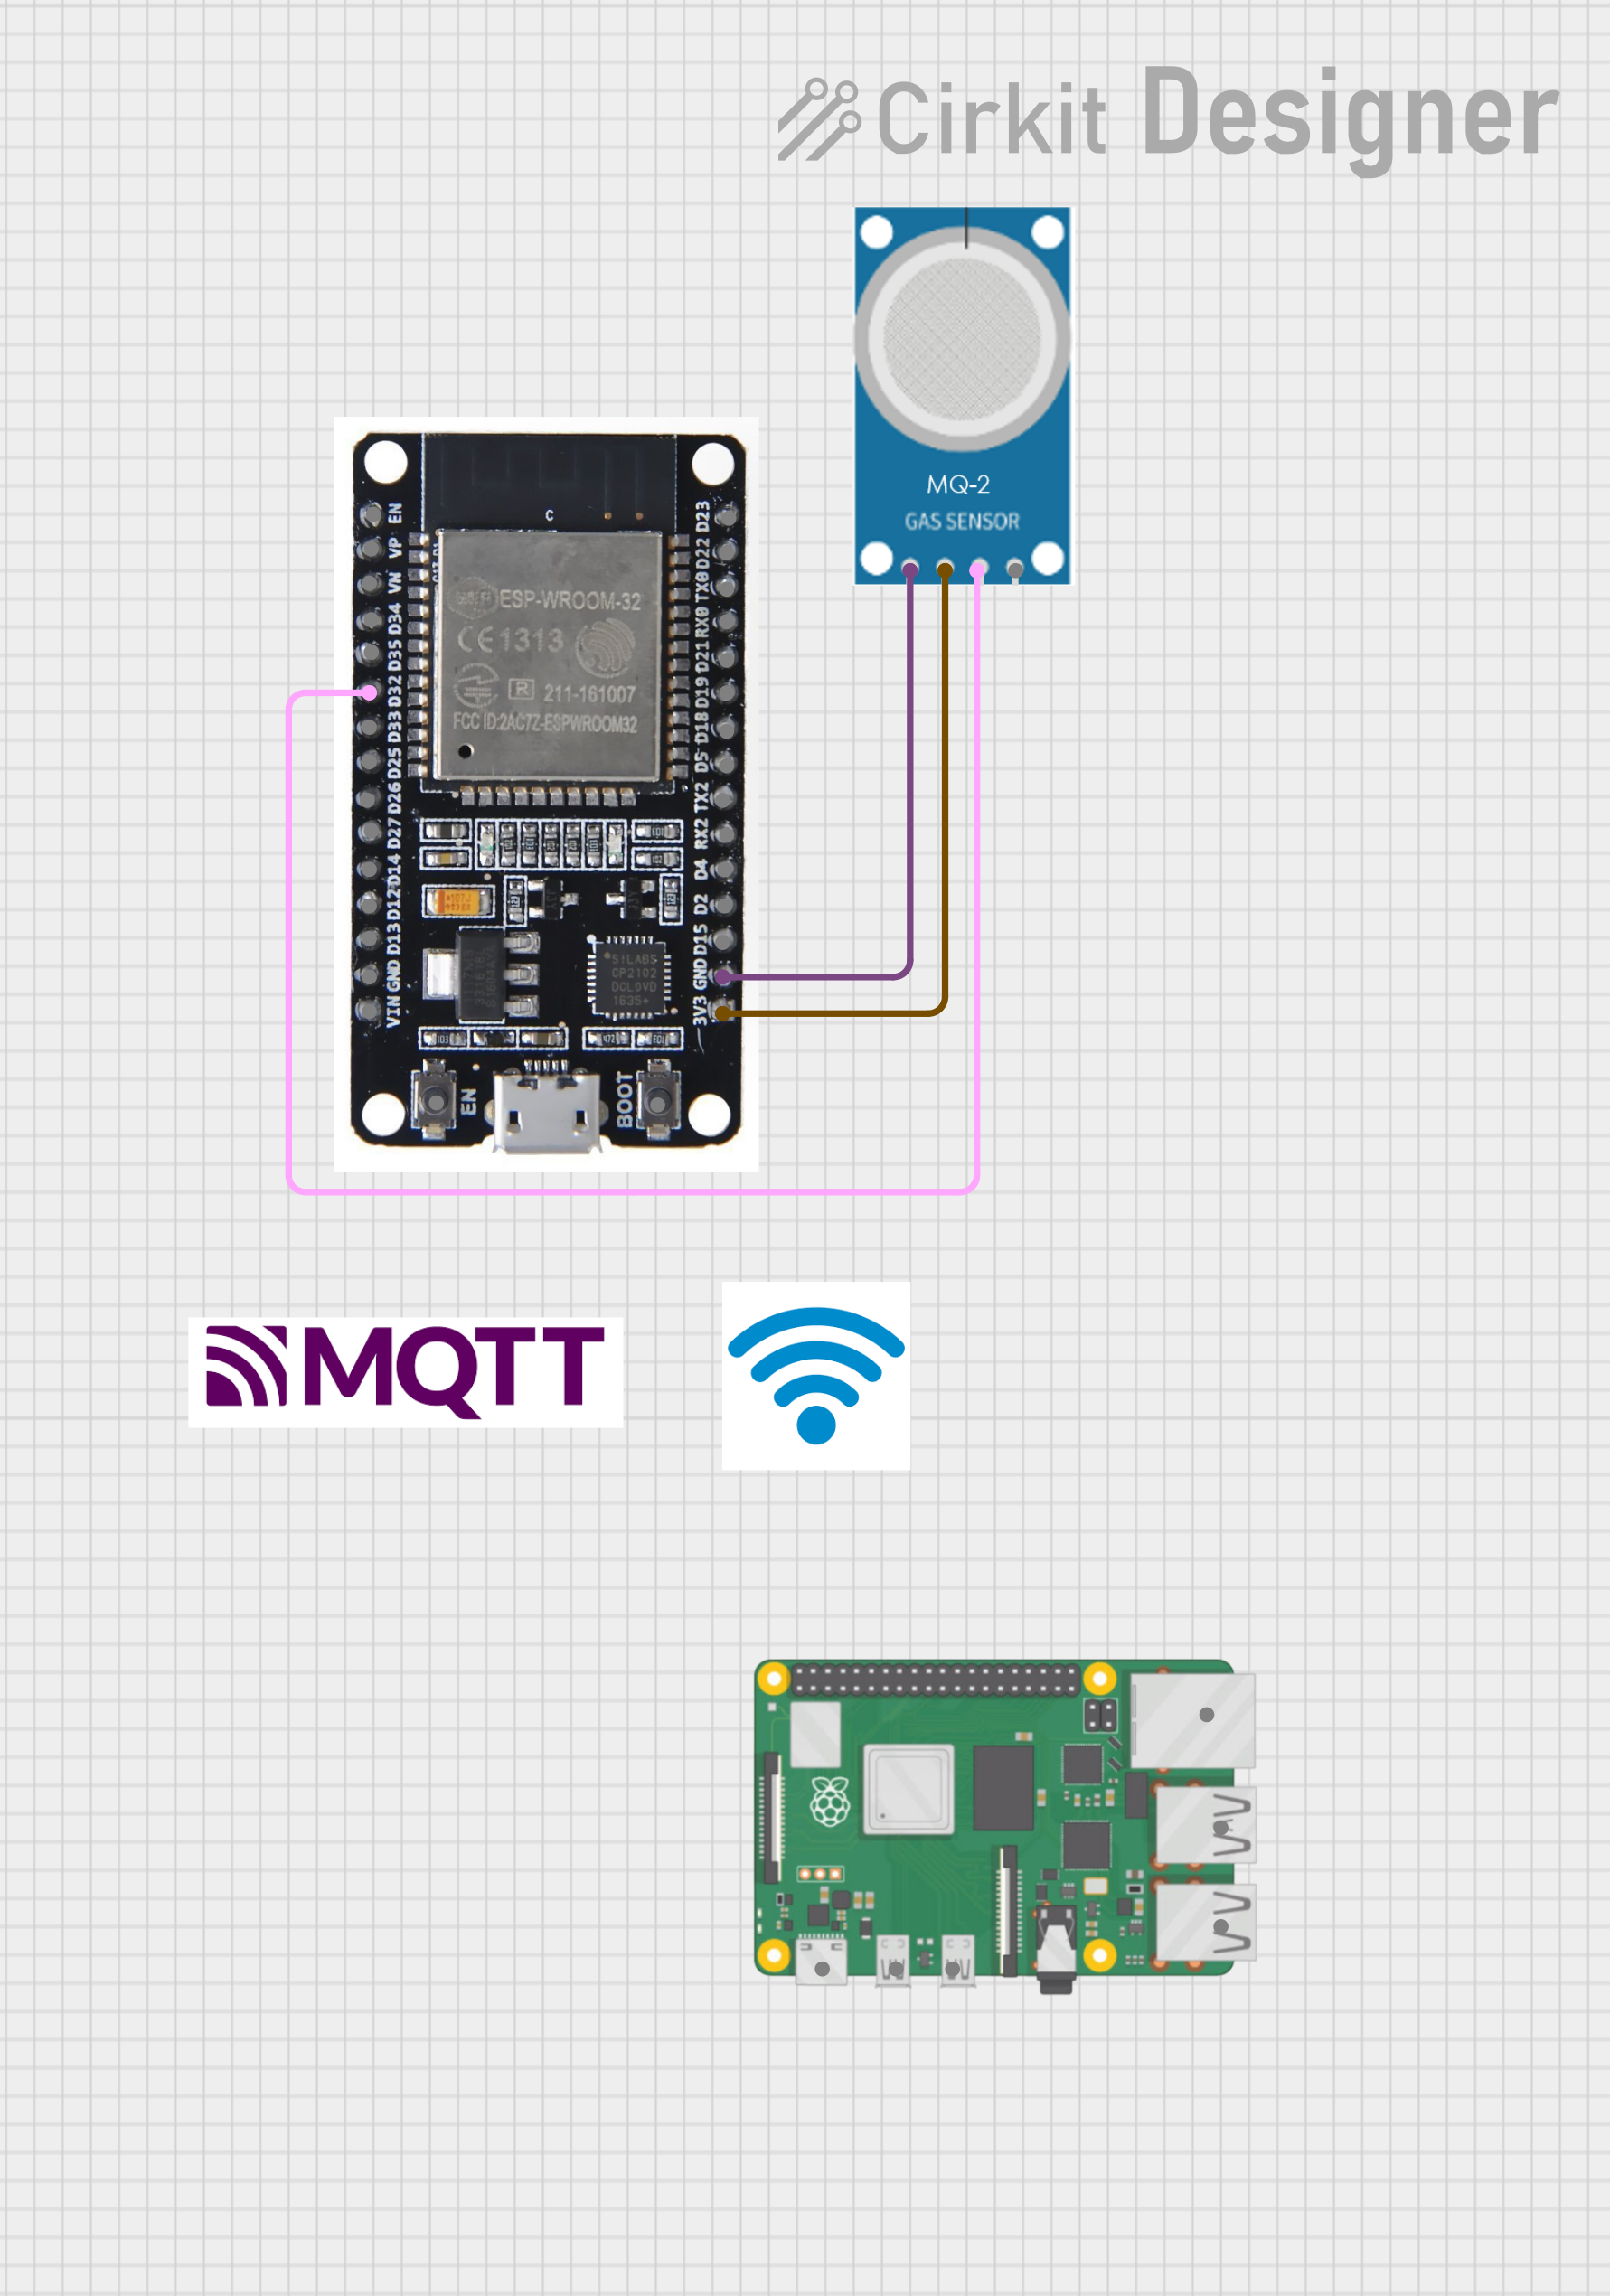 Cirkit Designer
MQ-2
GAS SENSOR
C
EN
VP
VN
D34
D35
D32
D33
D25
D26
D27
D14
D12
D13
GND
VIN
D23
D22
TX0
RX0
D21
D19
D18
D5
TX2
RX2
D4
D2
D15
GND
3V3
ESP-WROOM-32
CE1313
R 211-161007
FCC ID:2AC7Z-ESPWROOM32
SILABS
CP2102
DCL0VD
1635+
EN
BOOT
MQTT